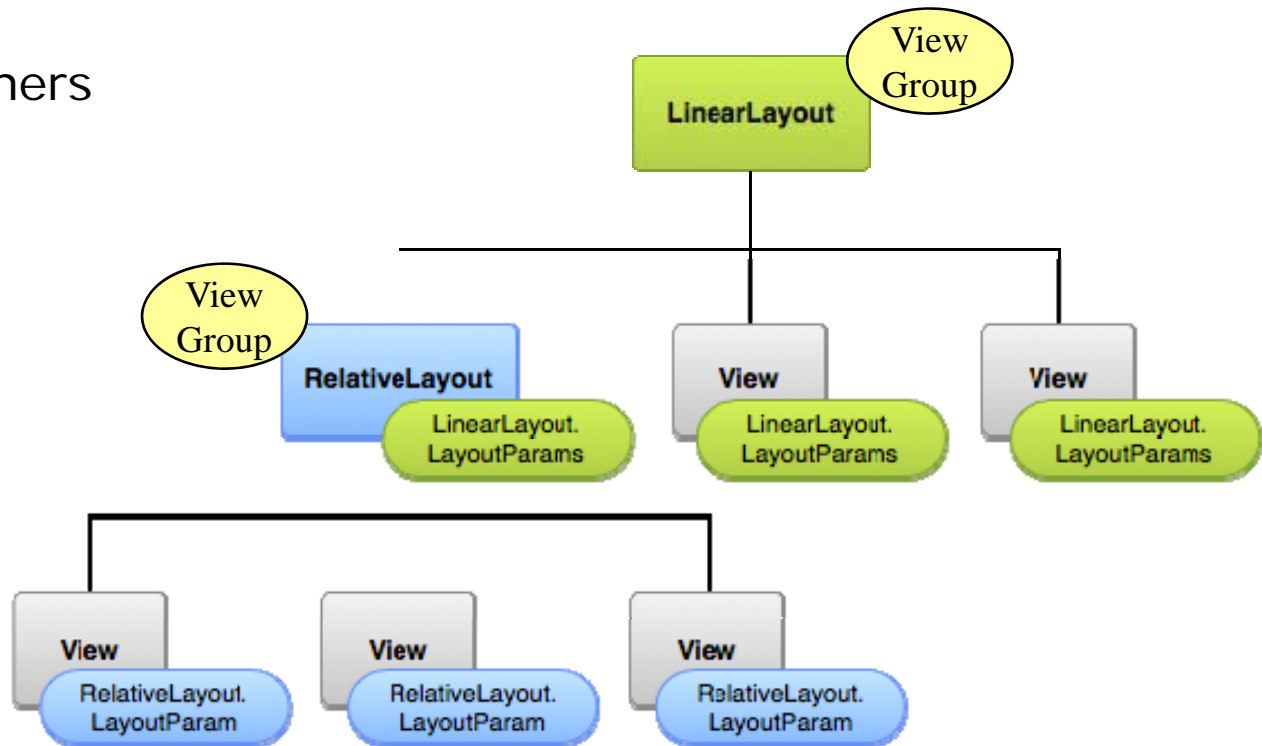 ners
View
Group
LinearLayout
View
Group
RelativeLayout
LinearLayout.
LayoutParams
View
LinearLayout.
LayoutParams
View
LinearLayout.
LayoutParams
View
RelativeLayout.
LayoutParam
View
RelativeLayout.
LayoutParam
View
RelativeLayout.
LayoutParam